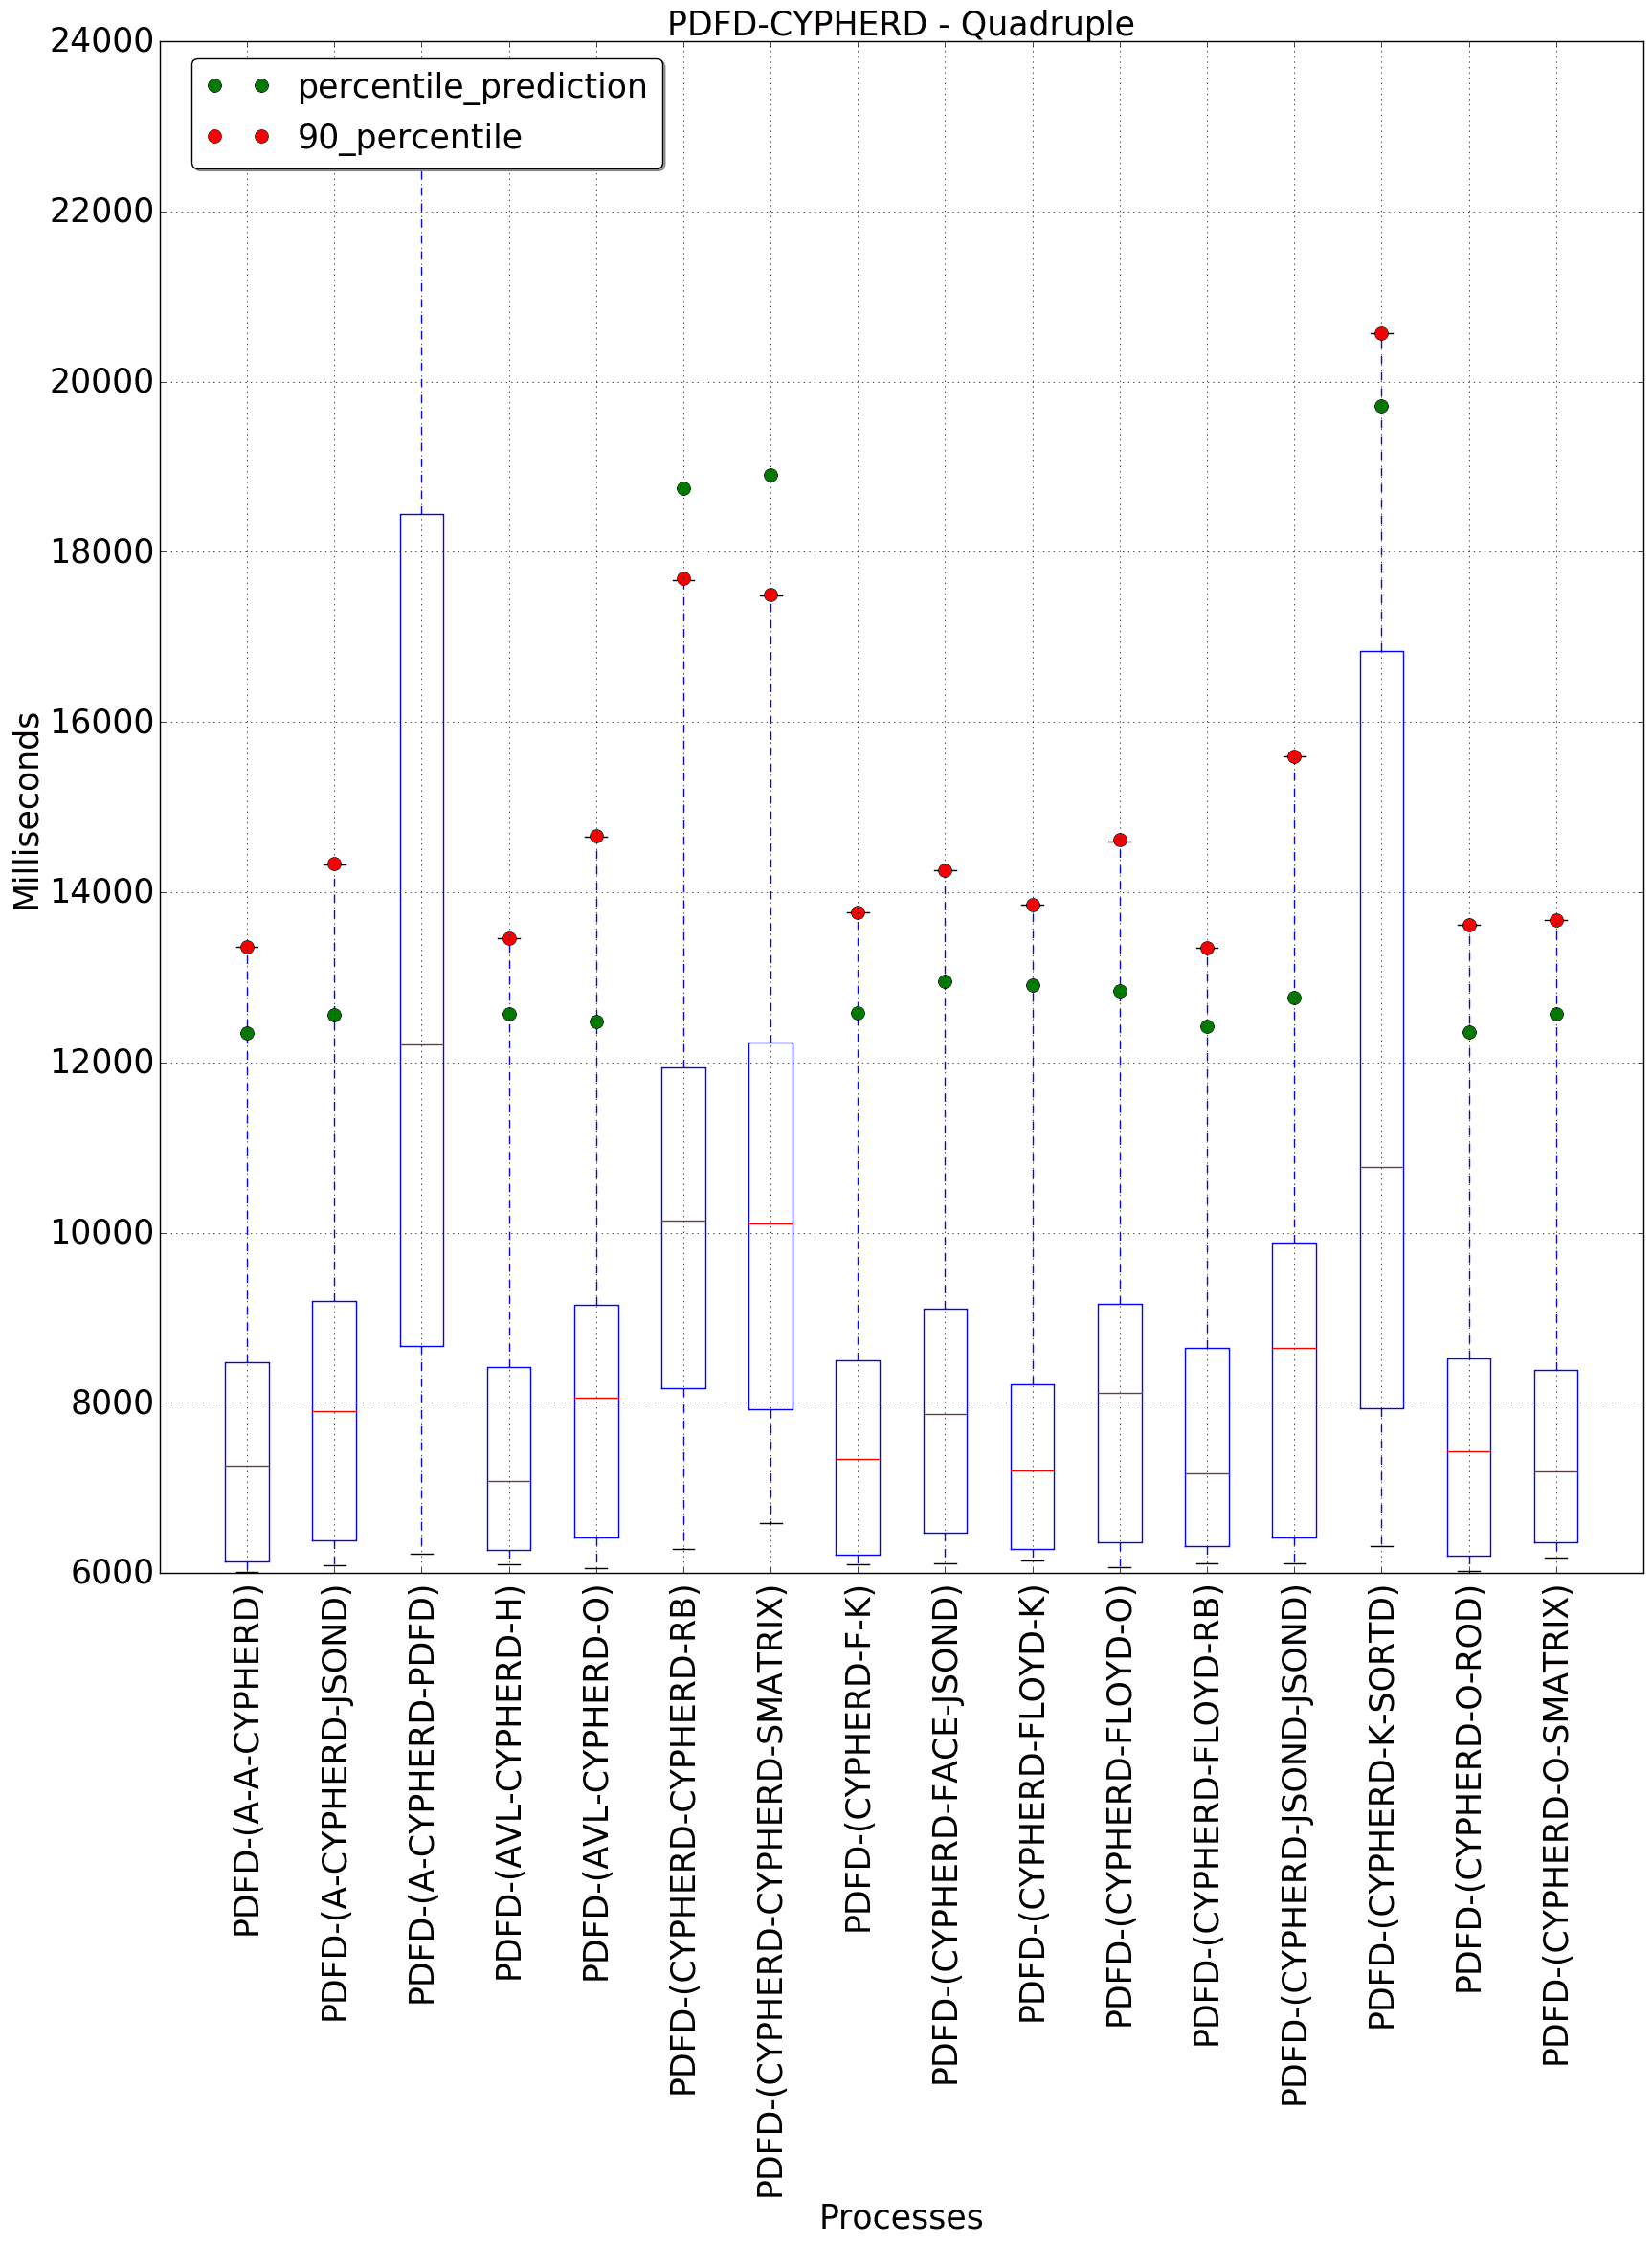 PDFD-CYPHERD - Quadruple
percentile_prediction
90_percentile
24000
22000
20000
18000
16000
14000
12000
10000
8000
6000
Milliseconds
PDFD-(A-A-CYPHERD)
PDFD-(A-CYPHERD-JSOND)
PDFD-(A-CYPHERD-PDFD)
PDFD-(AVL-CYPHERD-H)
PDFD-(AVL-CYPHERD-O)
PDFD-(CYPHERD-CYPHERD-RB)
PDFD-(CYPHERD-CYPHERD-SMATRIX)
PDFD-(CYPHERD-F-K)
PDFD-(CYPHERD-FACE-JSOND)
PDFD-(CYPHERD-FLOYD-K)
PDFD-(CYPHERD-FLOYD-O)
PDFD-(CYPHERD-FLOYD-RB)
PDFD-(CYPHERD-JSOND-JSOND)
PDFD-(CYPHERD-K-SORTD)
PDFD-(CYPHERD-O-ROD)
PDFD-(CYPHERD-O-SMATRIX)
Processes